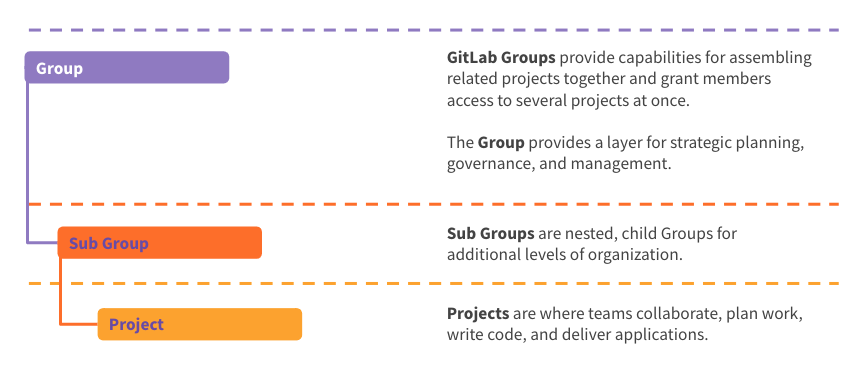 Group
GitLab Groups provide capabilities for assembling
related projects together and grant members
access to several projects at once.
The Group provides a layer for strategic planning,
governance, and management.
Sub Group
Sub Groups are nested, child Groups for
additional levels of organization.
Project
Projects are where teams collaborate, plan work,
write code, and deliver applications.